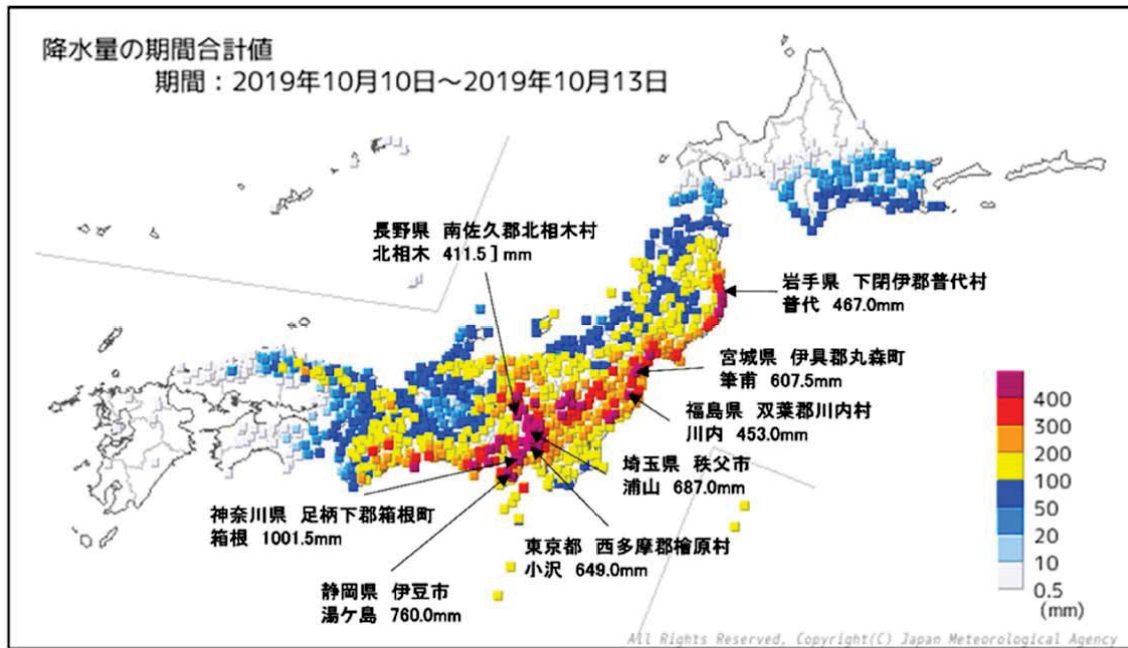 降水量の期間合計値
期間：2019年10月10日～2019年10月13日
長野県 南佐久郡北相木村
北相木 411.5］mm
岩手県 下閉伊郡普代村
普代 467.0mm
宮城県 伊具郡丸森町
筆甫 607.5mm
福島県 双葉郡川内村
川内 453.0mm
埼玉県 秩父市
浦山 687.0mm
東京都 西多摩郡檜原村
小沢 649.0mm
神奈川県 足柄下郡箱根町
箱根 1001.5mm
静岡県 伊豆市
湯ケ島 760.0mm
400
300
200
100
50
20
10
0.5
(mm)
All Rights Reserved, Copyright(C) Japan Meteorological Agency